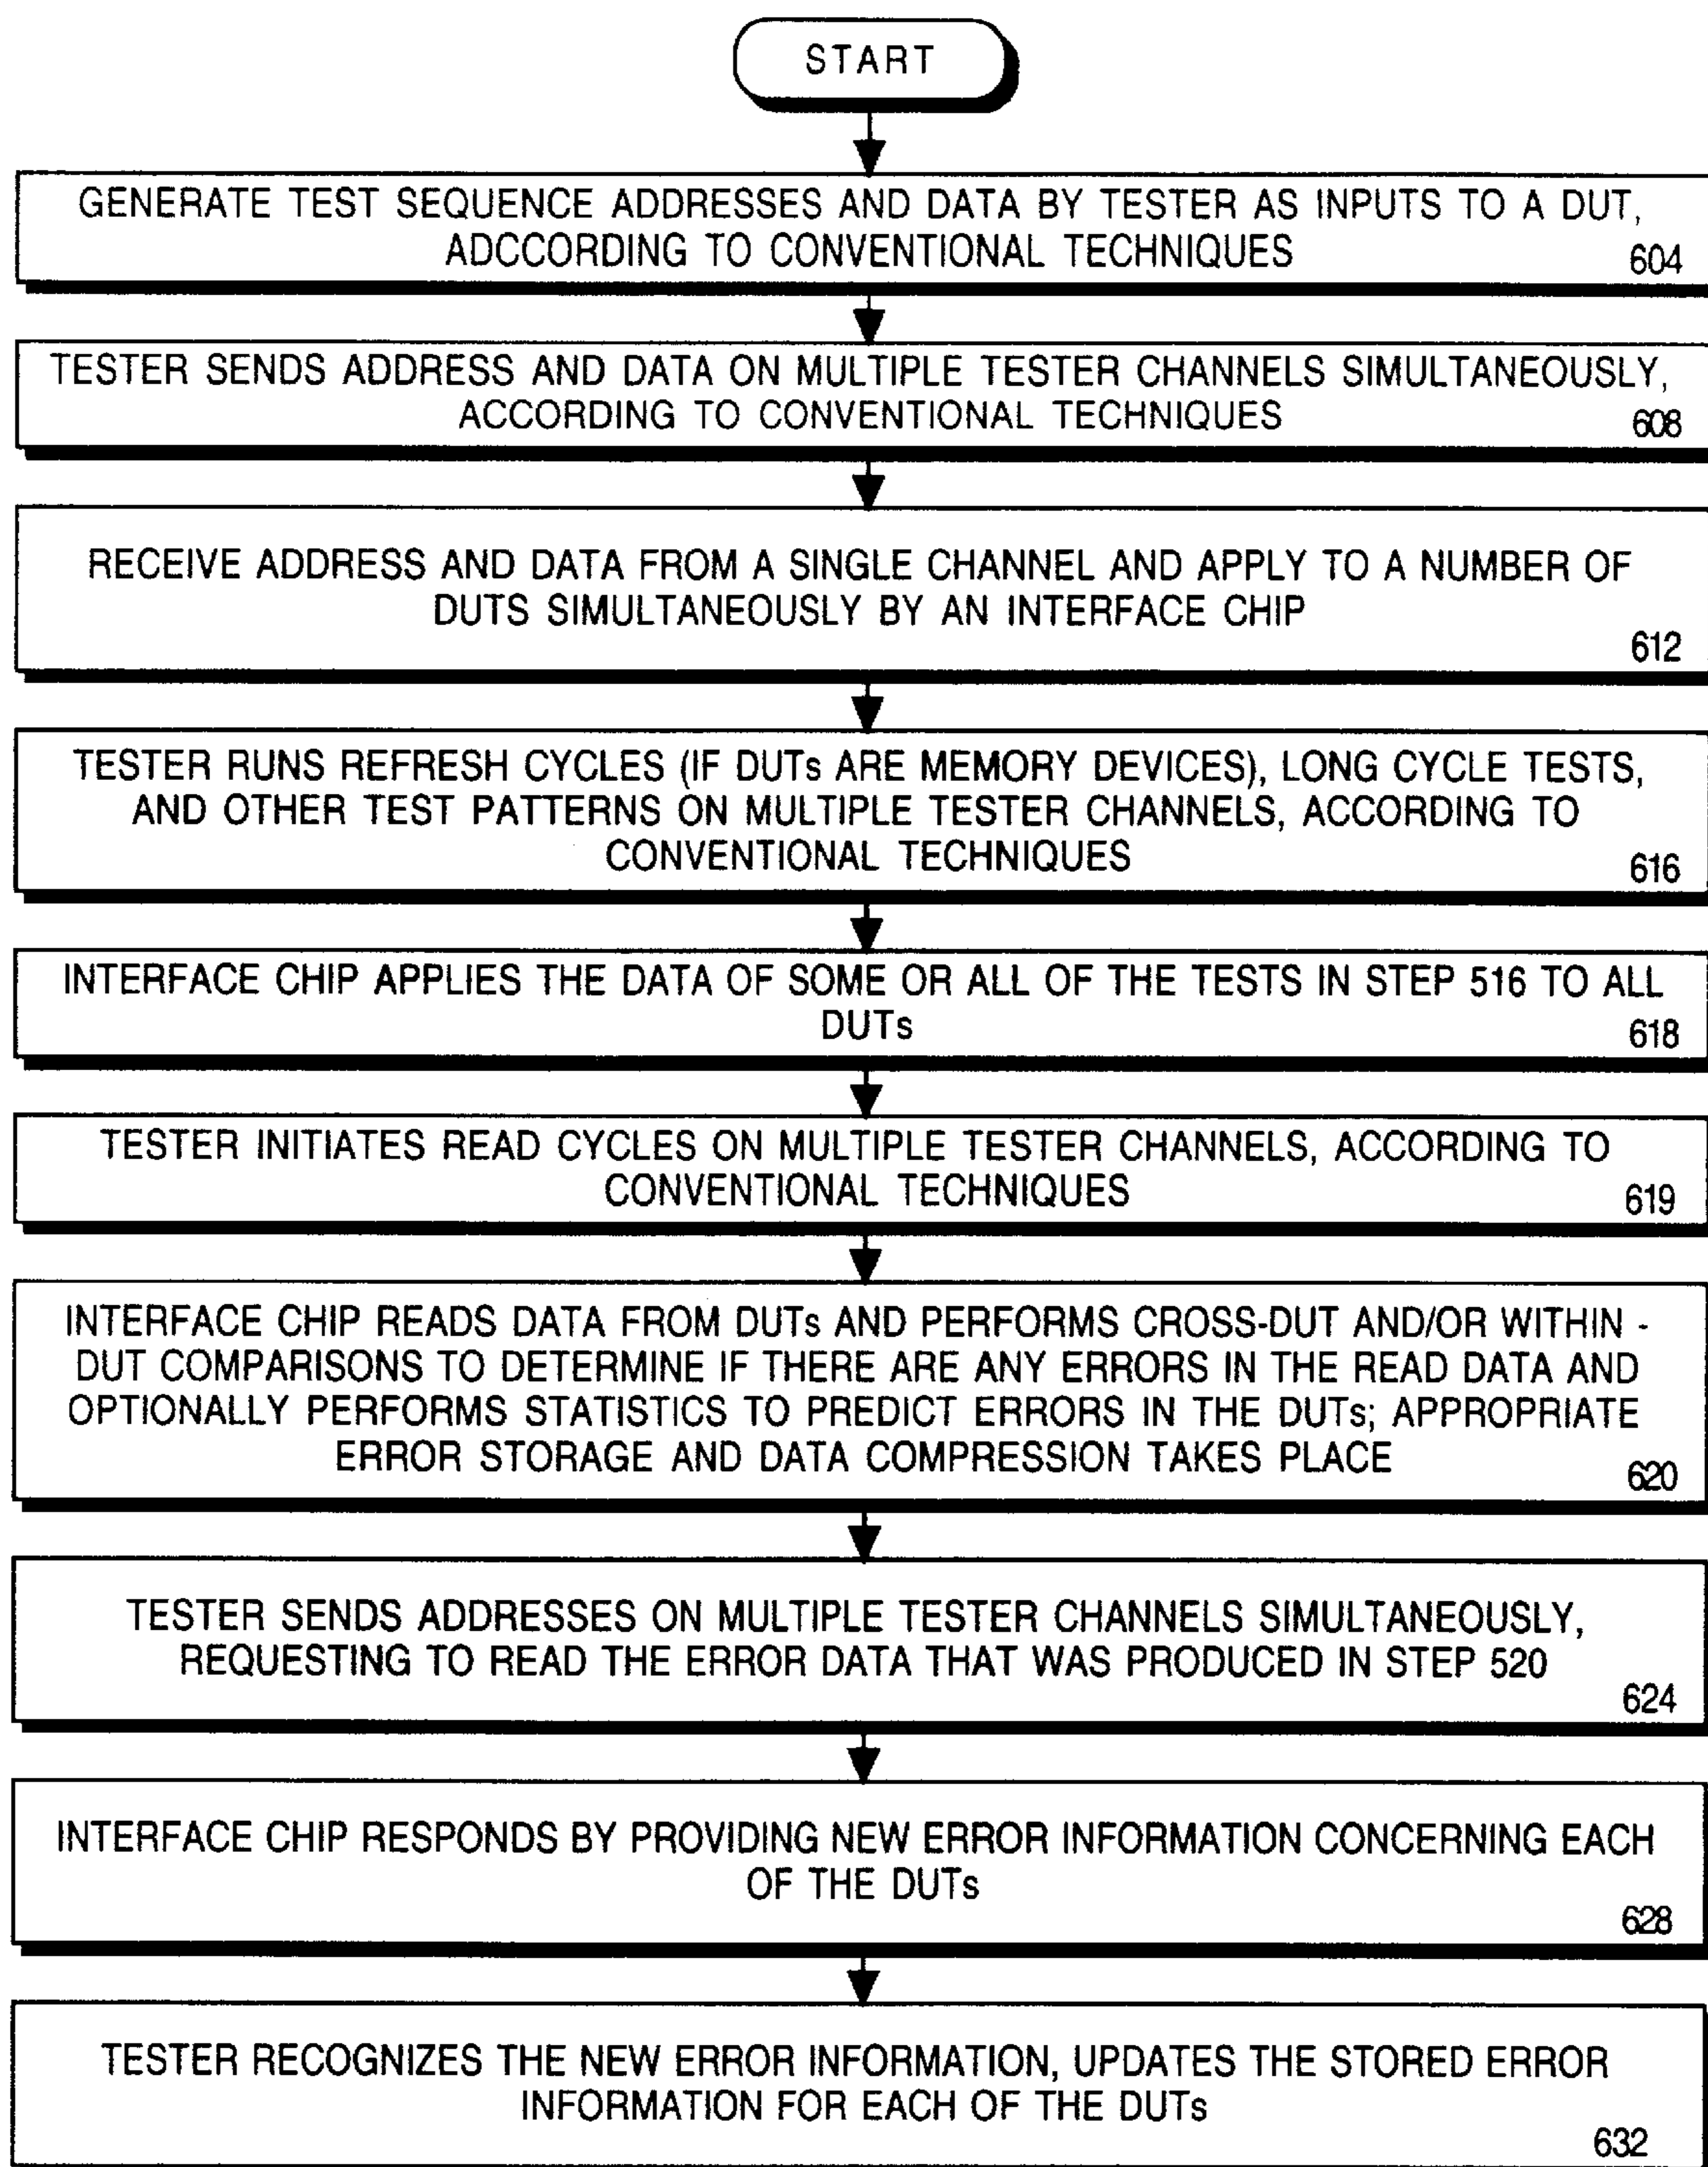 START
GENERATE TEST SEQUENCE ADDRESSES AND DATA BY TESTER AS INPUTS TO A DUT,
ADCCORDING TO CONVENTIONAL TECHNIQUES
604
TESTER SENDS ADDRESS AND DATA ON MULTIPLE TESTER CHANNELS SIMULTANEOUSLY,
ACCORDING TO CONVENTIONAL TECHNIQUES
608
RECEIVE ADDRESS AND DATA FROM A SINGLE CHANNEL AND APPLY TO A NUMBER OF
DUTS SIMULTANEOUSLY BY AN INTERFACE CHIP
612
TESTER RUNS REFRESH CYCLES (IF DUTs ARE MEMORY DEVICES), LONG CYCLE TESTS,
AND OTHER TEST PATTERNS ON MULTIPLE TESTER CHANNELS, ACCORDING TO
CONVENTIONAL TECHNIQUES
616
INTERFACE CHIP APPLIES THE DATA OF SOME OR ALL OF THE TESTS IN STEP 516 TO ALL
DUTs
618
TESTER INITIATES READ CYCLES ON MULTIPLE TESTER CHANNELS, ACCORDING TO
CONVENTIONAL TECHNIQUES
619
INTERFACE CHIP READS DATA FROM DUTs AND PERFORMS CROSS-DUT AND/OR WITHIN -
DUT COMPARISONS TO DETERMINE IF THERE ARE ANY ERRORS IN THE READ DATA AND
OPTIONALLY PERFORMS STATISTICS TO PREDICT ERRORS IN THE DUTs; APPROPRIATE
ERROR STORAGE AND DATA COMPRESSION TAKES PLACE
620
TESTER SENDS ADDRESSES ON MULTIPLE TESTER CHANNELS SIMULTANEOUSLY,
REQUESTING TO READ THE ERROR DATA THAT WAS PRODUCED IN STEP 520
624
INTERFACE CHIP RESPONDS BY PROVIDING NEW ERROR INFORMATION CONCERNING EACH
OF THE DUTs
628
TESTER RECOGNIZES THE NEW ERROR INFORMATION, UPDATES THE STORED ERROR
INFORMATION FOR EACH OF THE DUTs
632